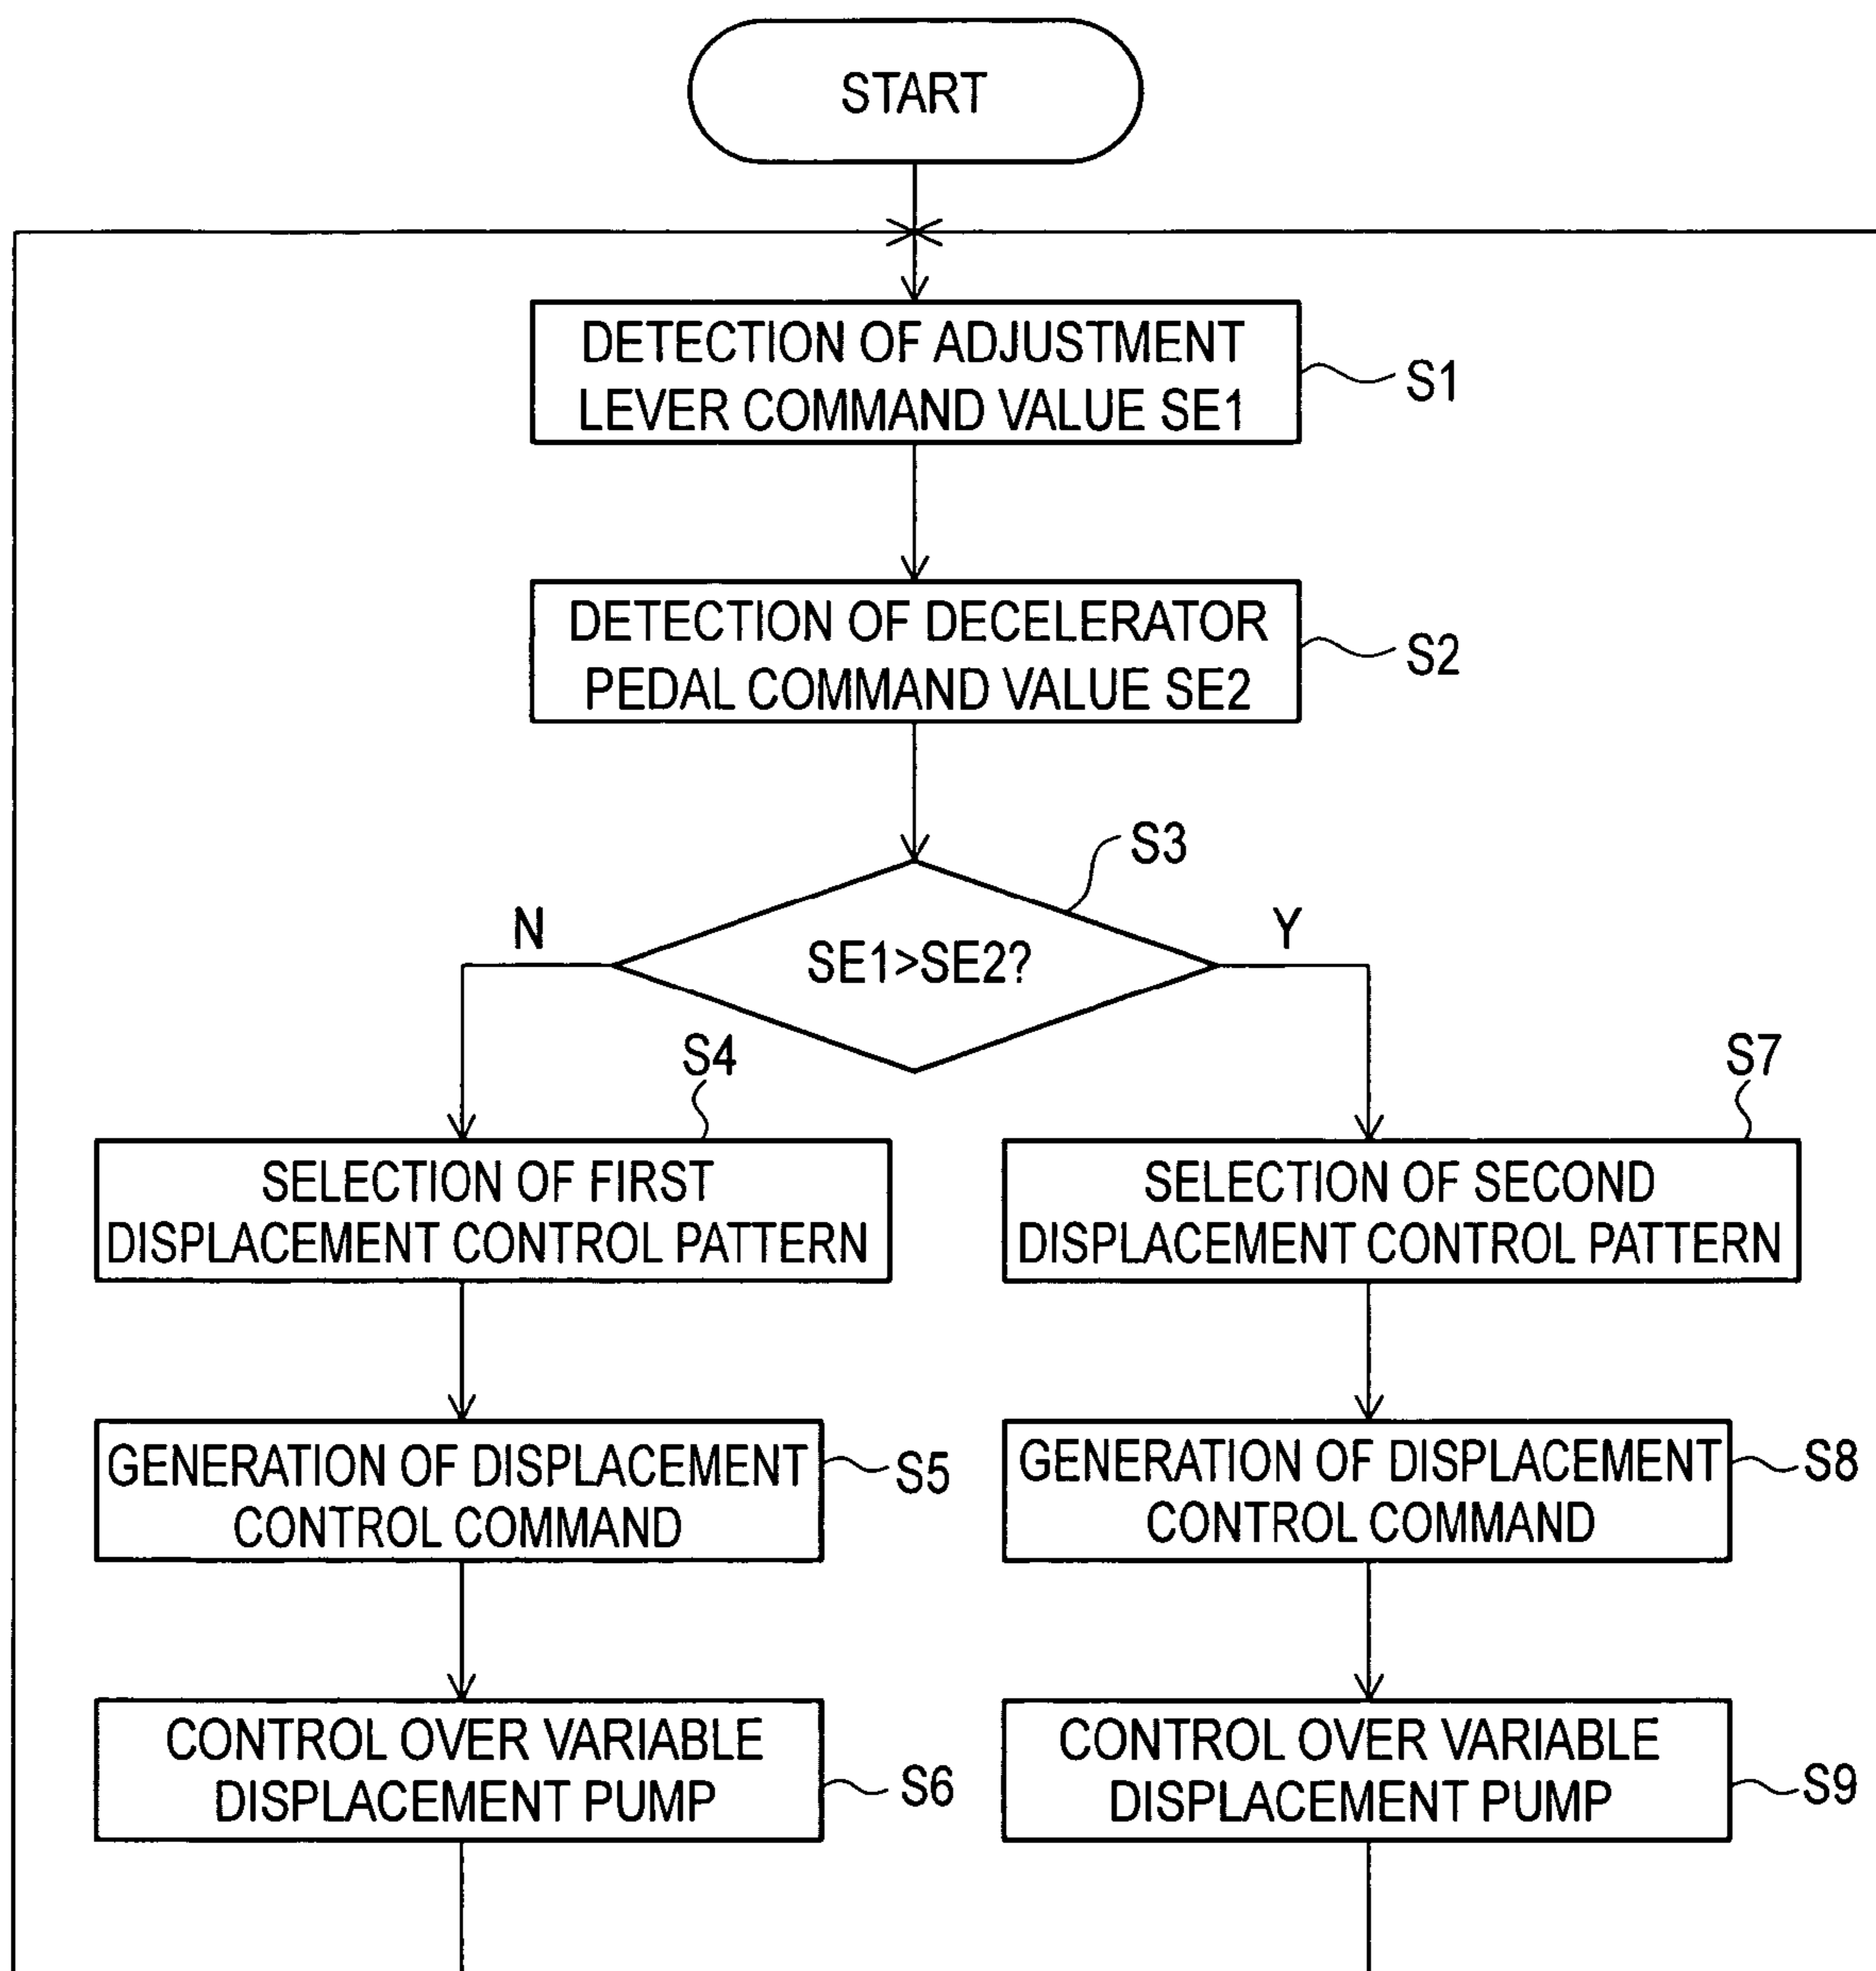 START
DETECTION OF ADJUSTMENT
LEVER COMMAND VALUE SE1
S1
DETECTION OF DECELERATOR
PEDAL COMMAND VALUE SE2
S2
S3
N
SE1>SE2?
Y
S4
SELECTION OF FIRST
DISPLACEMENT CONTROL PATTERN
S7
SELECTION OF SECOND
DISPLACEMENT CONTROL PATTERN
GENERATION OF DISPLACEMENT
CONTROL COMMAND
S5
GENERATION OF DISPLACEMENT
CONTROL COMMAND
S8
CONTROL OVER VARIABLE
DISPLACEMENT PUMP
S6
CONTROL OVER VARIABLE
DISPLACEMENT PUMP
S9